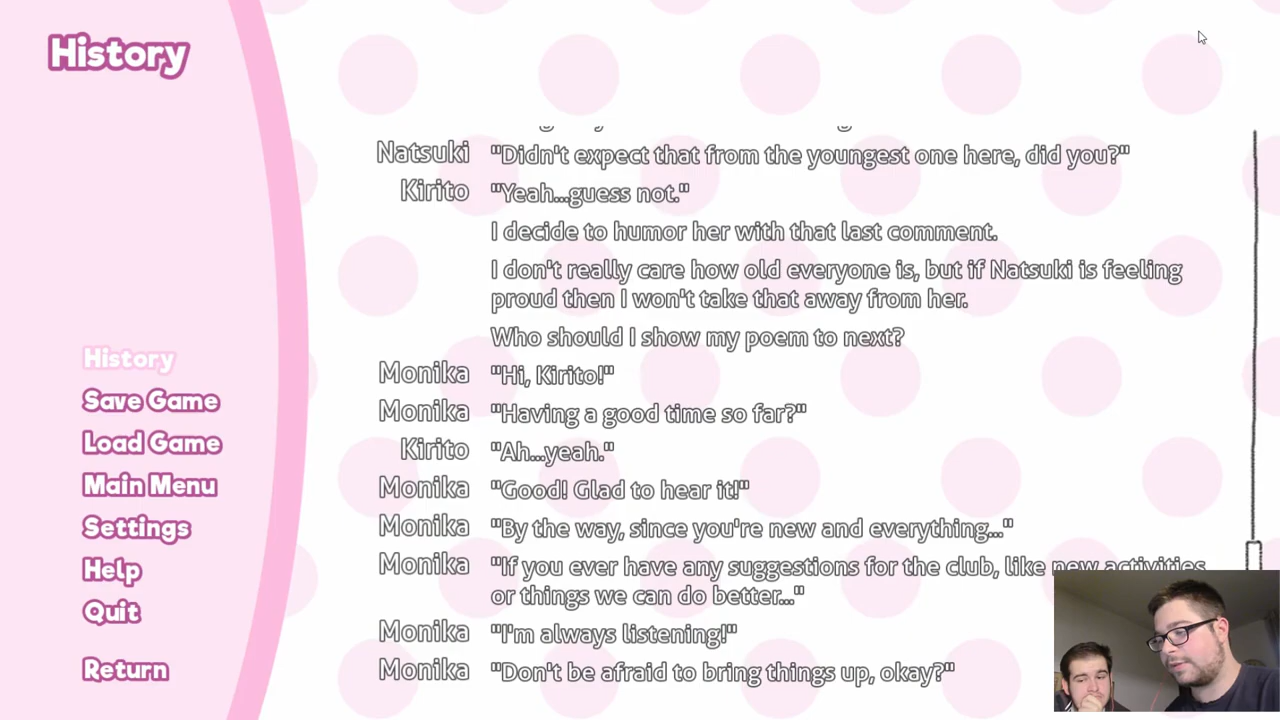 History
Natsuki "Didn't expect that from the youngest one here, did you?"
Kirito "Yeah...guess not."
I decide to humor her with that last comment.
I don't really care how old everyone is, but if Natsuki is feeling
proud then I won't take that away from her.
Who should I show my poem to next?
Monika "Hi, Kirito!"
Monika "Having a good time so far?"
Kirito "Ah...yeah."
Monika "Good! Glad to hear it!"
Monika "By the way, since you're new and everything..."
Monika "If you ever have any suggestions for the club, like new activities
or things we can do better..."
Monika "I'm always listening!"
Monika "Don't be afraid to bring things up, okay?"
History
Save Game
Load Game
Main Menu
Settings
Help
Quit
Return